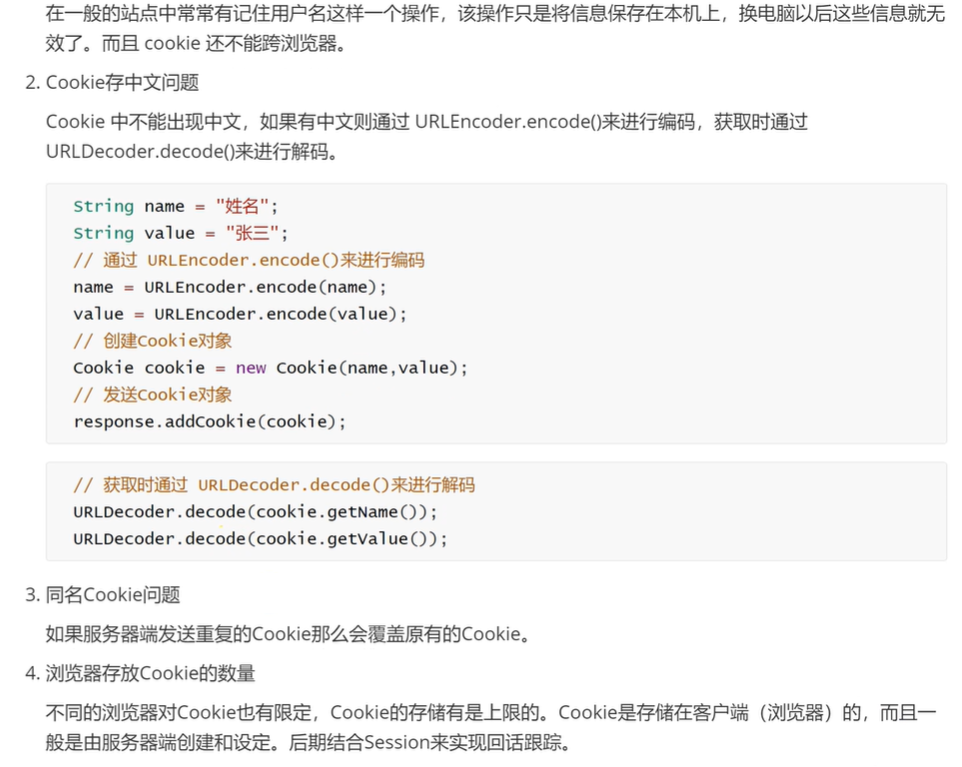 在一般的站点中常常有记住用户名这样一个操作，该操作只是将信息保存在本机上，换电脑以后这些信息就无
效了。而且 cookie 还不能跨浏览器。
2. Cookie存中文问题
Cookie 中不能出现中文，如果有中文则通过 URLEncoder.encode()来进行编码，获取时通过
URLDecoder.decode()来进行解码。
String name = "姓名";
String value = "张三";
// 通过 URLEncoder.encode()来进行编码
name = URLEncoder.encode(name);
value = URLEncoder.encode(value);
// 创建Cookie对象
Cookie cookie = new Cookie(name,value);
// 发送Cookie对象
response.addCookie(cookie);
// 获取时通过 URLDecoder.decode()来进行解码
URLDecoder.decode(cookie.getName());
URLDecoder.decode(cookie.getValue());
3. 同名Cookie问题
如果服务器端发送重复的Cookie那么会覆盖原有的Cookie。
4. 浏览器存放Cookie的数量
不同的浏览器对Cookie也有限定，Cookie的存储有是上限的。Cookie是存储在客户端（浏览器）的，而且一
般是由服务器端创建和设定。后期结合Session来实现回话跟踪。